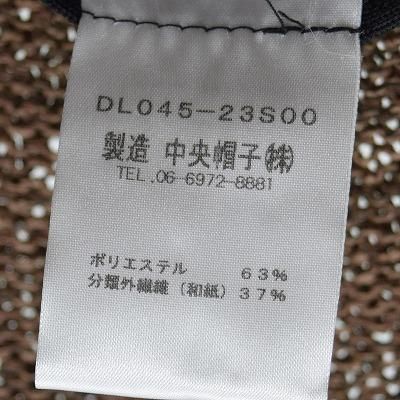 DL045-23S00
製造 中央帽子㈱
TEL.06-6972-8881
ポリエステル 63%
分類外繊維（和紙）37%